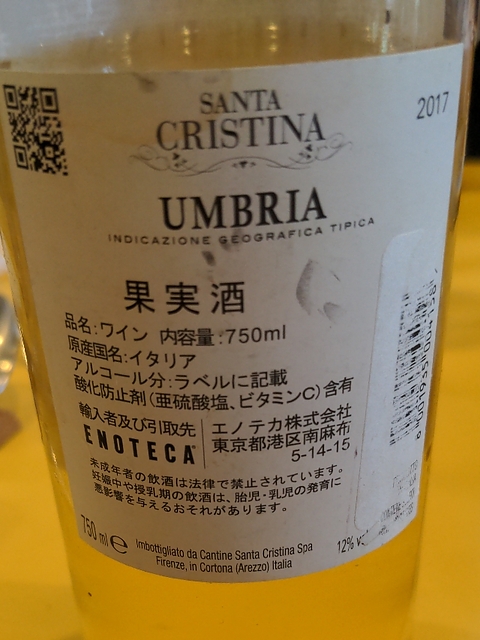 SANTA
CRISTINA
2017
UMBRIA
INDICAZIONE GEOGRAFICA TIPICA
果実酒
品名:ワイン 内容量:750ml
原産国名:イタリア
アルコール分:ラベルに記載
酸化防止剤(亜硫酸塩、ビタミンC)含有
輸入者及び引取先
ENOTECA
エノテカ株式会社
東京都港区南麻布
5-14-15
未成年者の飲酒は法律で禁止されています。
妊娠中や授乳期の飲酒は、胎児・乳児の発育に
悪影響を与えるおそれがあります。
750 ml e
imbottigliato da Cantine Santa Cristina Spa
Firenze, in Cortona (Arezzo) Italia
12%